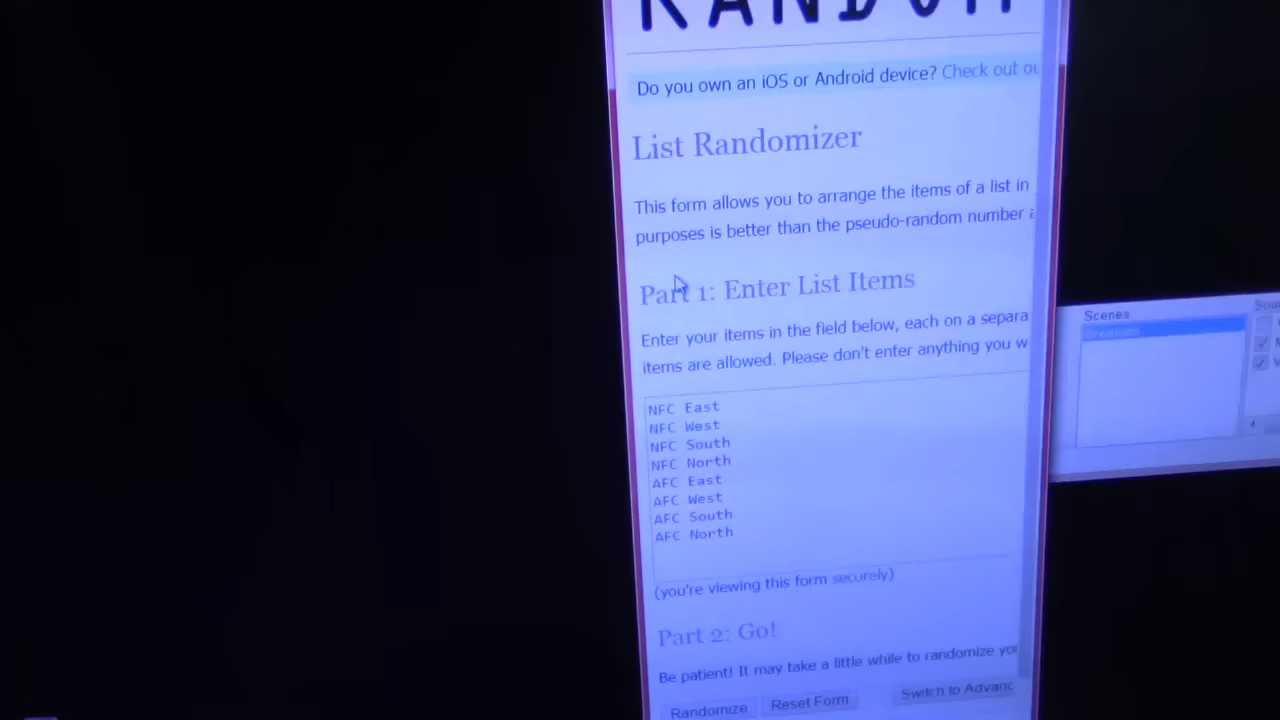 RANDOM
Do you own an iOS or Android device? Check out ou
List Randomizer
This form allows you to arrange the items of a list in
purposes is better than the pseudo-random number a
Part 1: Enter List Items
Enter your items in the field below, each on a separa
items are allowed. Please don't enter anything you w
NFC East
NFC West
NFC South
NFC North
AFC East
AFC West
AFC South
AFC North
(you're viewing this form securely)
Part 2: Go!
Be patient! It may take a little while to randomize you
Randomize Reset Form Switch to Advanc
Scenes
Sou